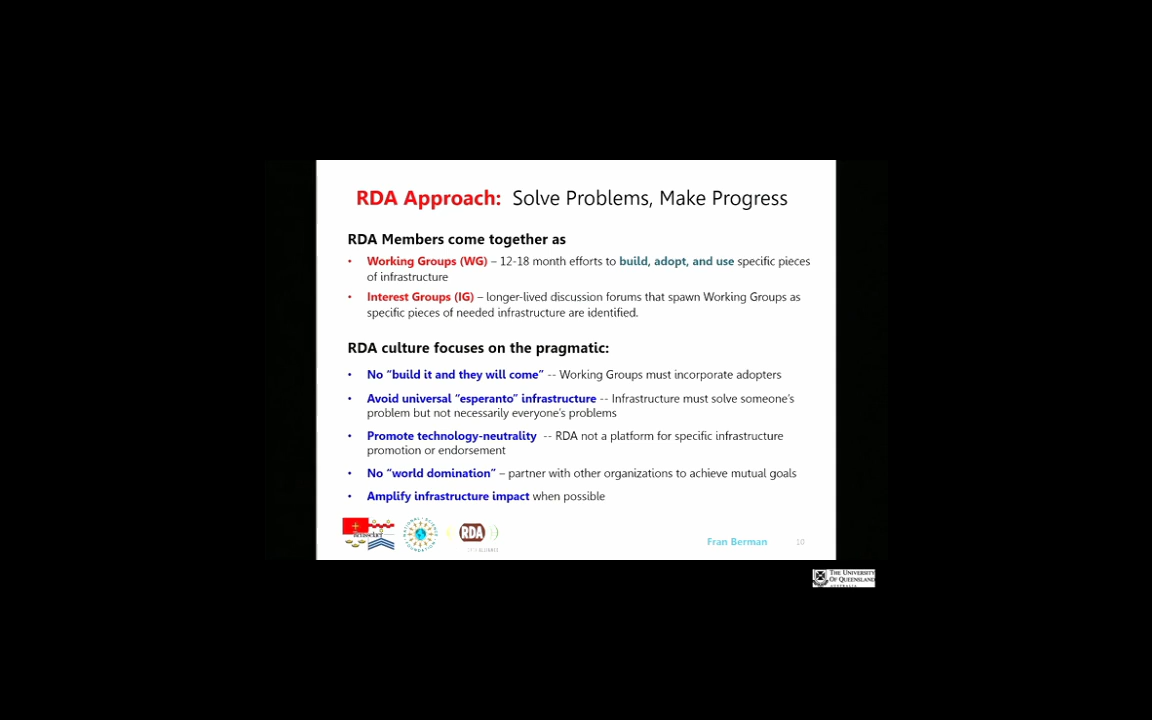 RDA Approach: Solve Problems, Make Progress
RDA Members come together as
• Working Groups (WG) – 12-18 month efforts to build, adopt, and use specific pieces
of infrastructure
• Interest Groups (IG) – longer-lived discussion forums that spawn Working Groups as
specific pieces of needed infrastructure are identified.
RDA culture focuses on the pragmatic:
• No “build it and they will come” -- Working Groups must incorporate adopters
• Avoid universal “esperanto” infrastructure -- Infrastructure must solve someone’s
problem but not necessarily everyone’s problems
• Promote technology-neutrality -- RDA not a platform for specific infrastructure
promotion or endorsement
• No “world domination” – partner with other organizations to achieve mutual goals
• Amplify infrastructure impact when possible
RDA
Fran Berman
10
THE UNIVERSITY
OF QUEENSLAND
AUSTRALIA